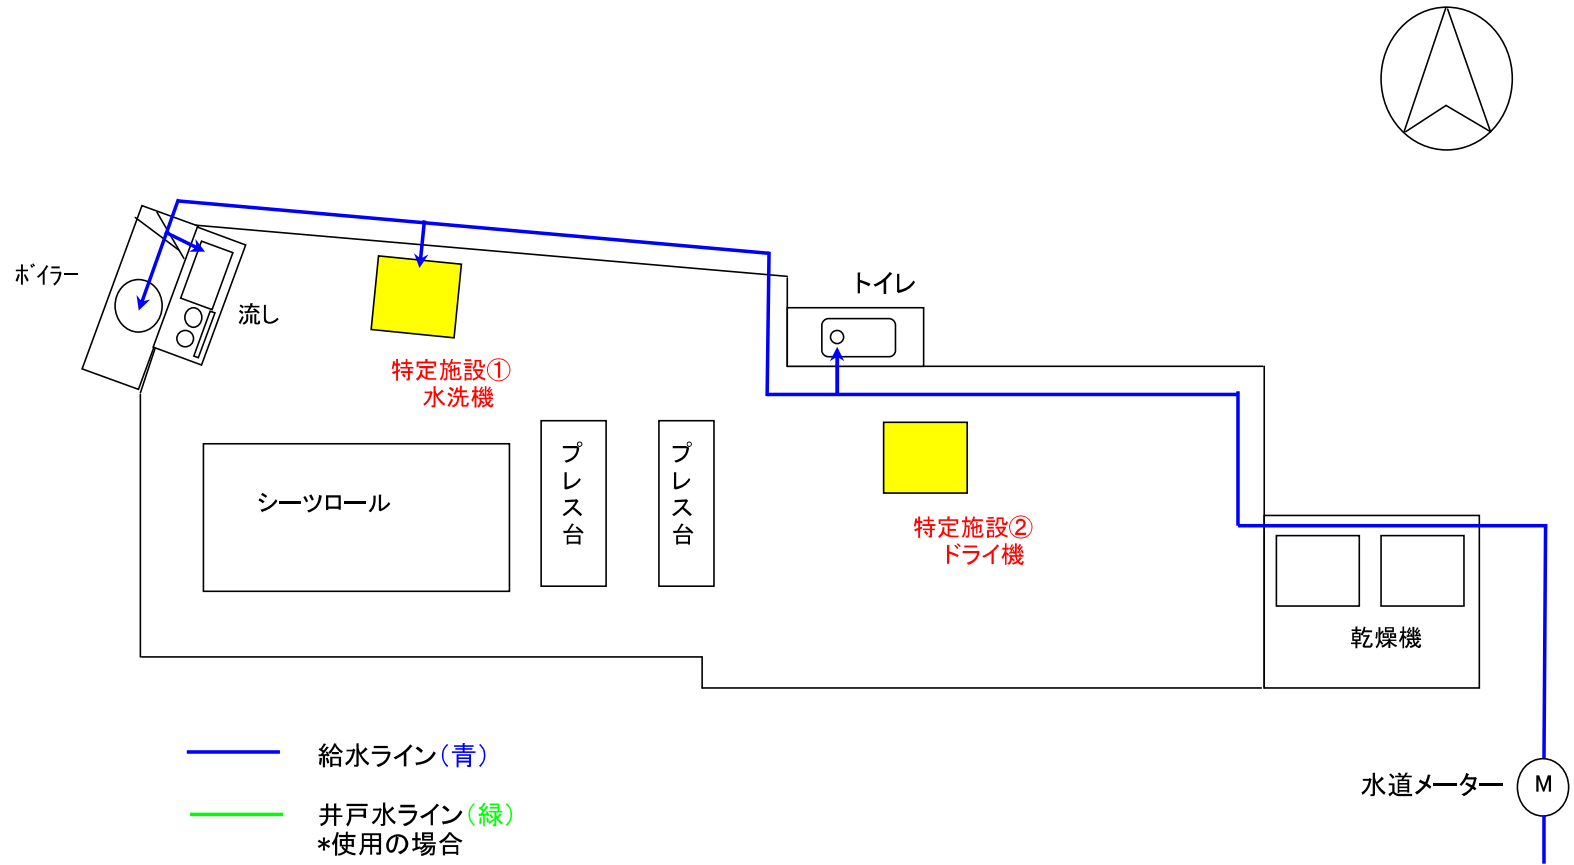 ﾎﾞｲﾗｰ
流し
トイレ
特定施設①
水洗機
シーツロール
プレス台
プレス台
特定施設②
ドライ機
乾燥機
給水ライン（青）
水道メーター
M
井戸水ライン（緑）
*使用の場合